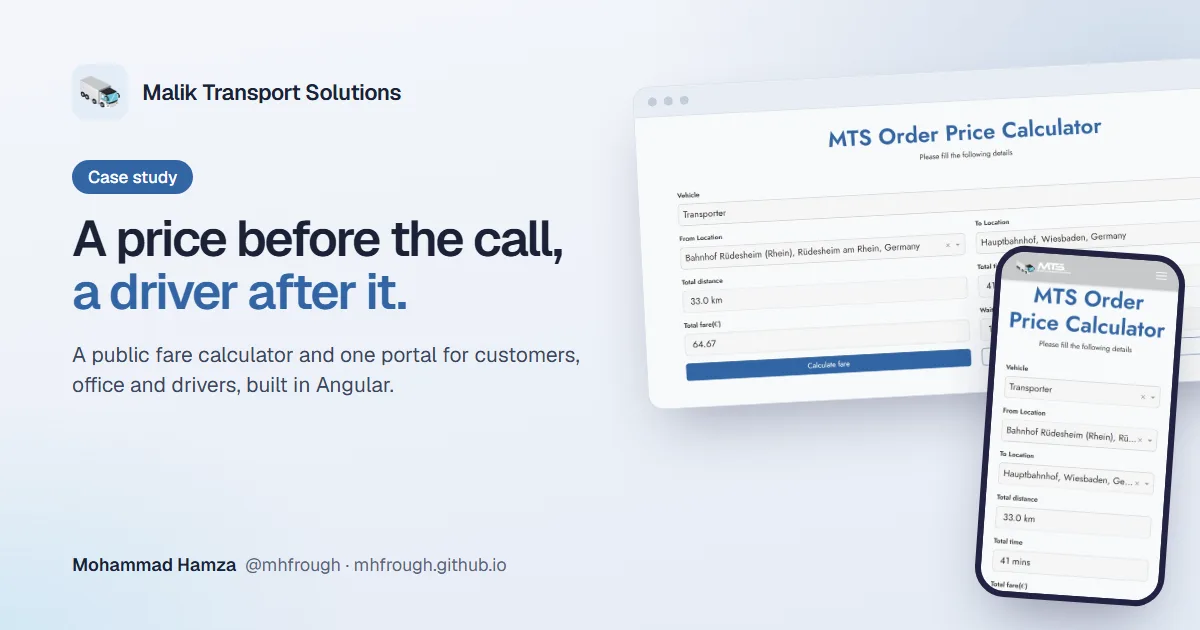 Malik Transport Solutions
Case study
A price before the call,
a driver after it.
A public fare calculator and one portal for customers,
office and drivers, built in Angular.
Mohammad Hamza @mhfrough · mhfrough.github.io
MTS Order Price Calculator
Please fill the following details
Vehicle
Transporter
From Location
Bahnhof Rüdesheim (Rhein), Rüdesheim am Rhein, Germany
To Location
Hauptbahnhof, Wiesbaden, Germany
Total distance
33.0 km
Total fare(€)
64.67
Calculate fare
MTS
MTS Order
Price Calculator
Please fill the following details
Vehicle
Transporter
From Location
Bahnhof Rüdesheim (Rhein), Rü...
To Location
Hauptbahnhof, Wiesbaden, Ge...
Total distance
33.0 km
Total time
41 mins
Total fare(€)